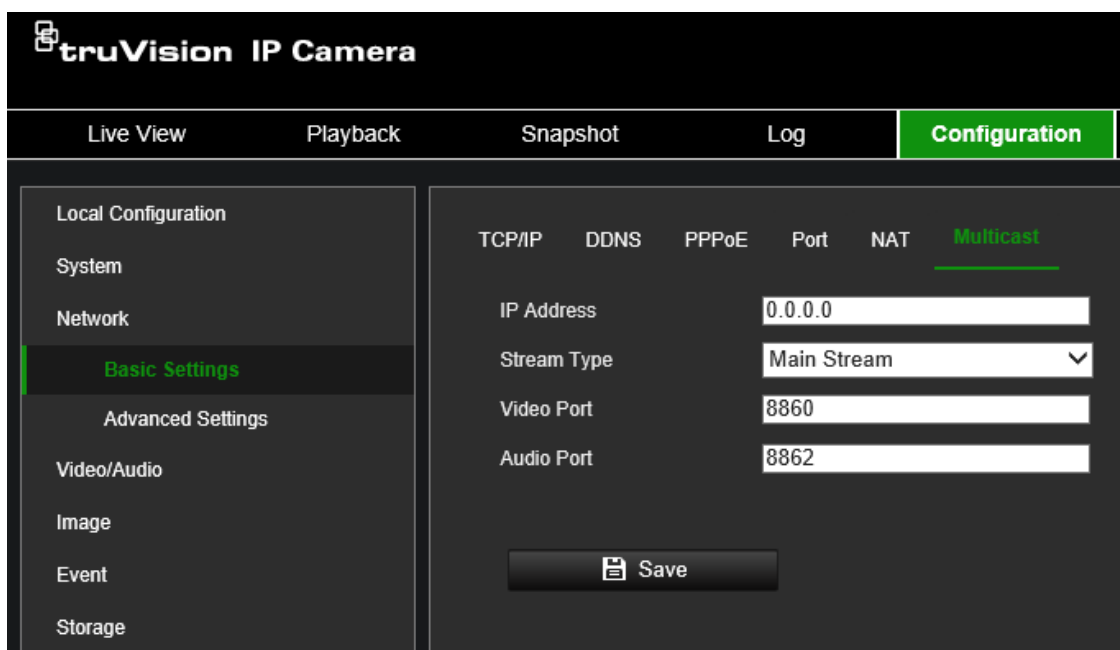 truVision IP Camera
Live View Playback Snapshot Log Configuration
Local Configuration
System
Network
Basic Settings
Advanced Settings
Video/Audio
Image
Event
Storage
TCP/IP DDNS PPPoE Port NAT Multicast
IP Address 0.0.0.0
Stream Type Main Stream
Video Port 8860
Audio Port 8862
Save